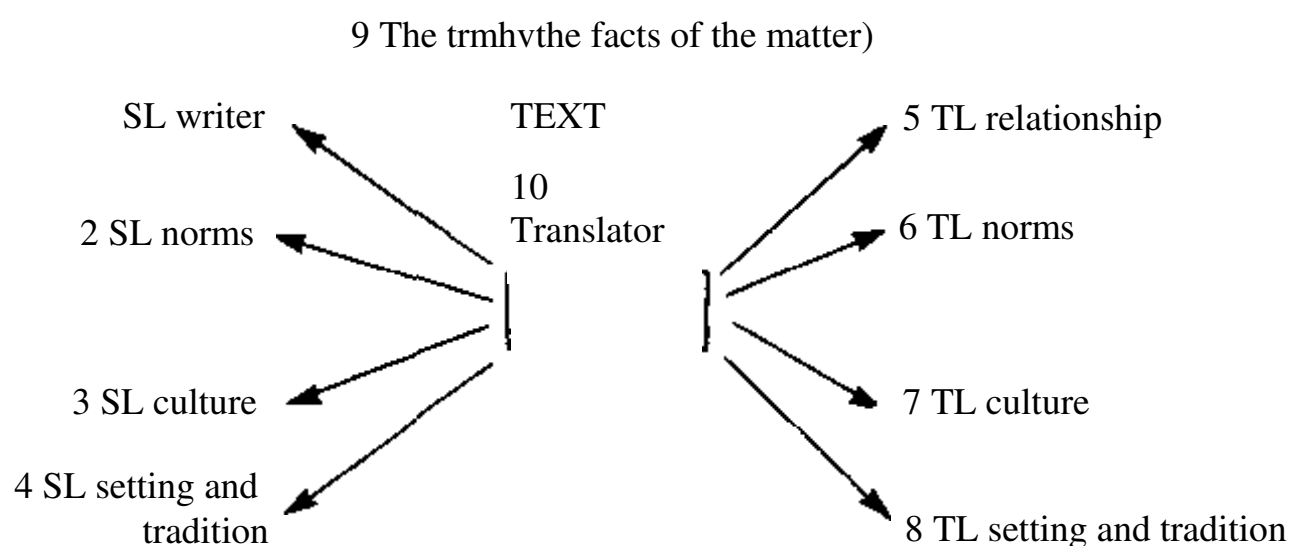 9 The trmhvthe facts of the matter)
SL writer
TEXT
5 TL relationship
10
Translator
2 SL norms
6 TL norms
3 SL culture
7 TL culture
4 SL setting and
tradition
8 TL setting and tradition